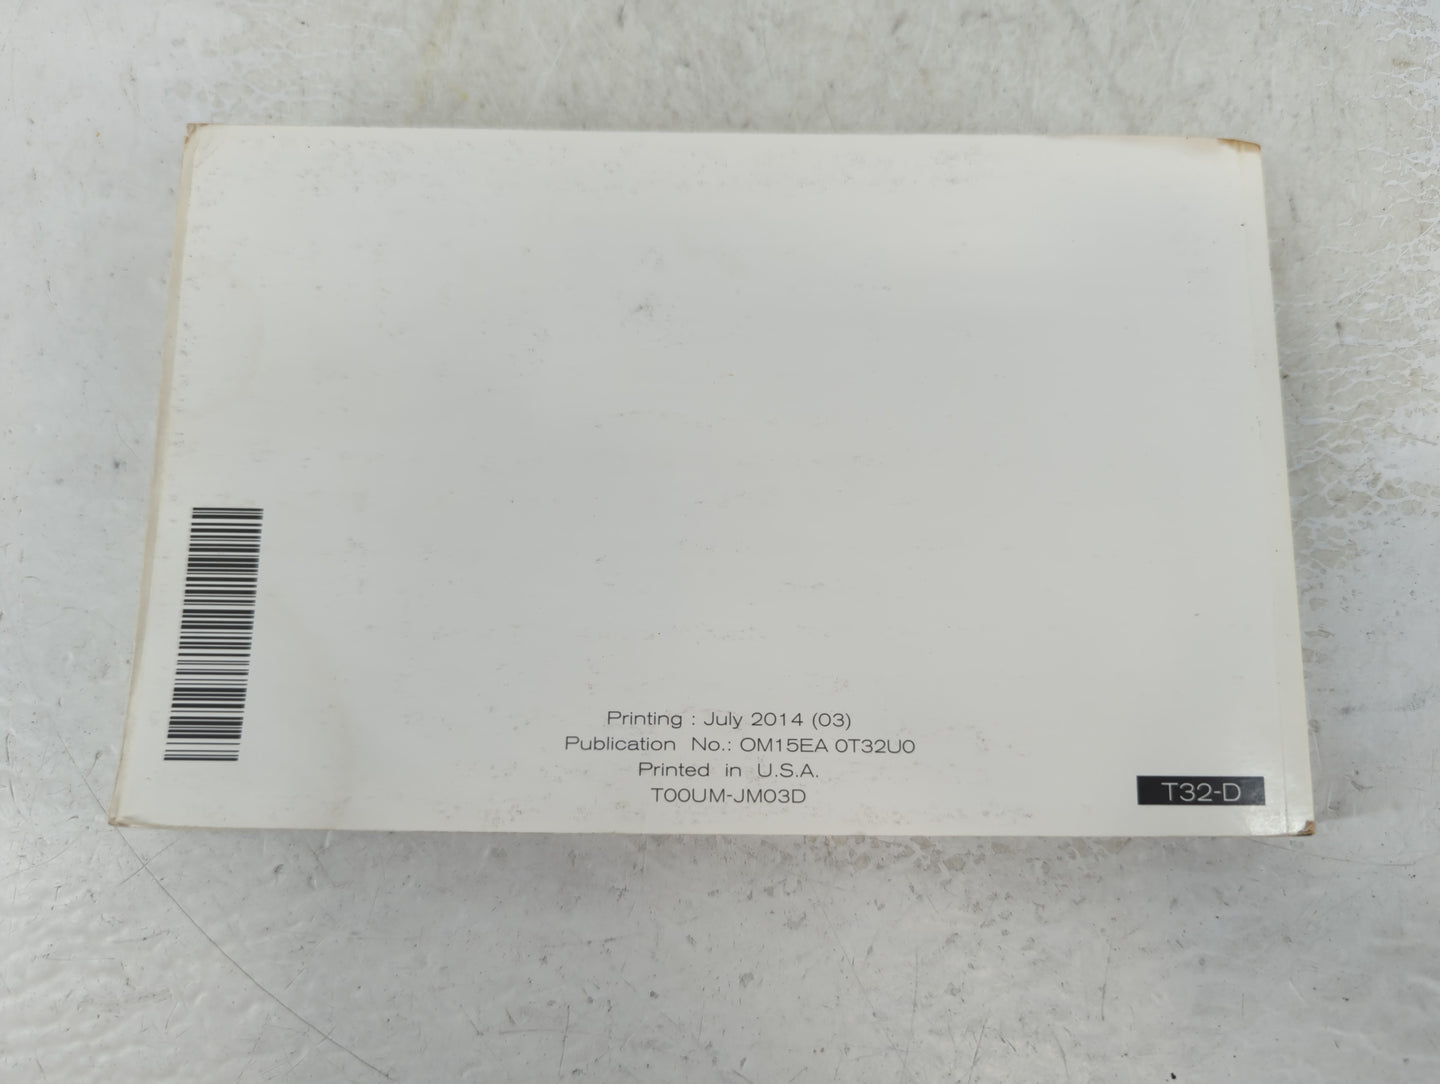 Printing : July 2014 (03)
Publication No.: OM15EA 0T32U0
Printed in U.S.A.
T00UM-JM03D
T32-D